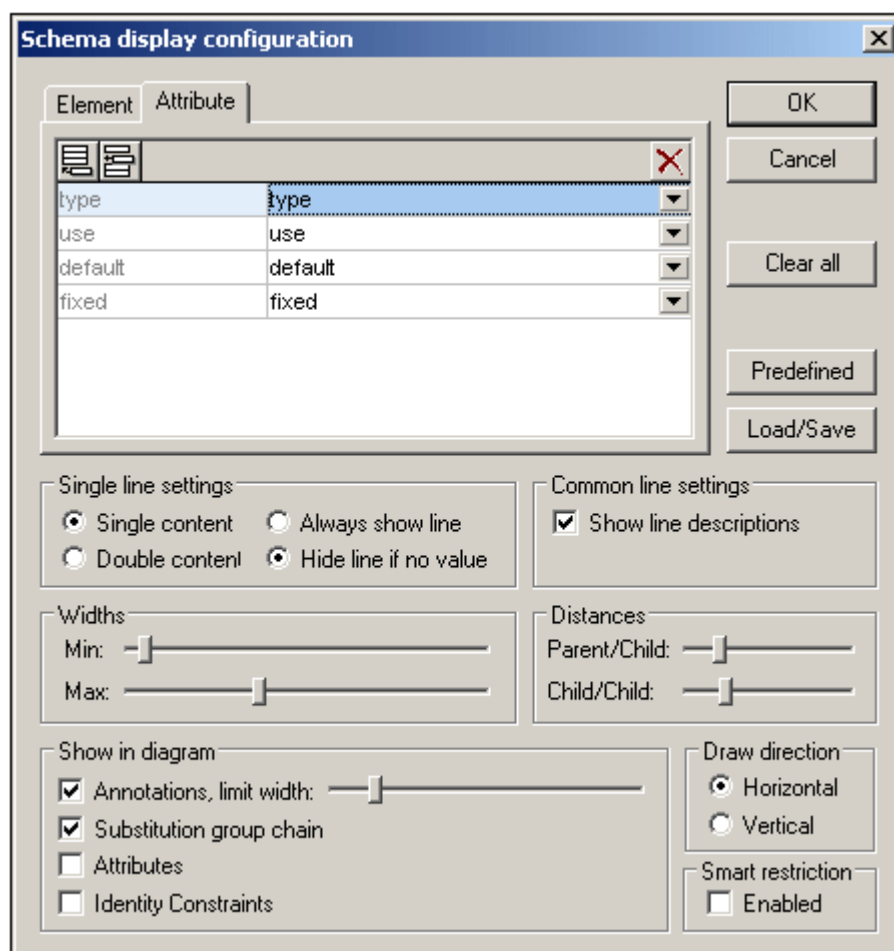 Schema display configuration
Element Attribute
OK
Cancel
type type
use use
default default
fixed fixed
Clear all
Predefined
Load/Save
Single line settings
Single content Always show line
Double content Hide line if no value
Common line settings
Show line descriptions
Widths
Min:
Max:
Distances
Parent/Child:
Child/Child:
Show in diagram
Annotations, limit width:
Substitution group chain
Attributes
Identity Constraints
Draw direction
Horizontal
Vertical
Smart restriction
Enabled